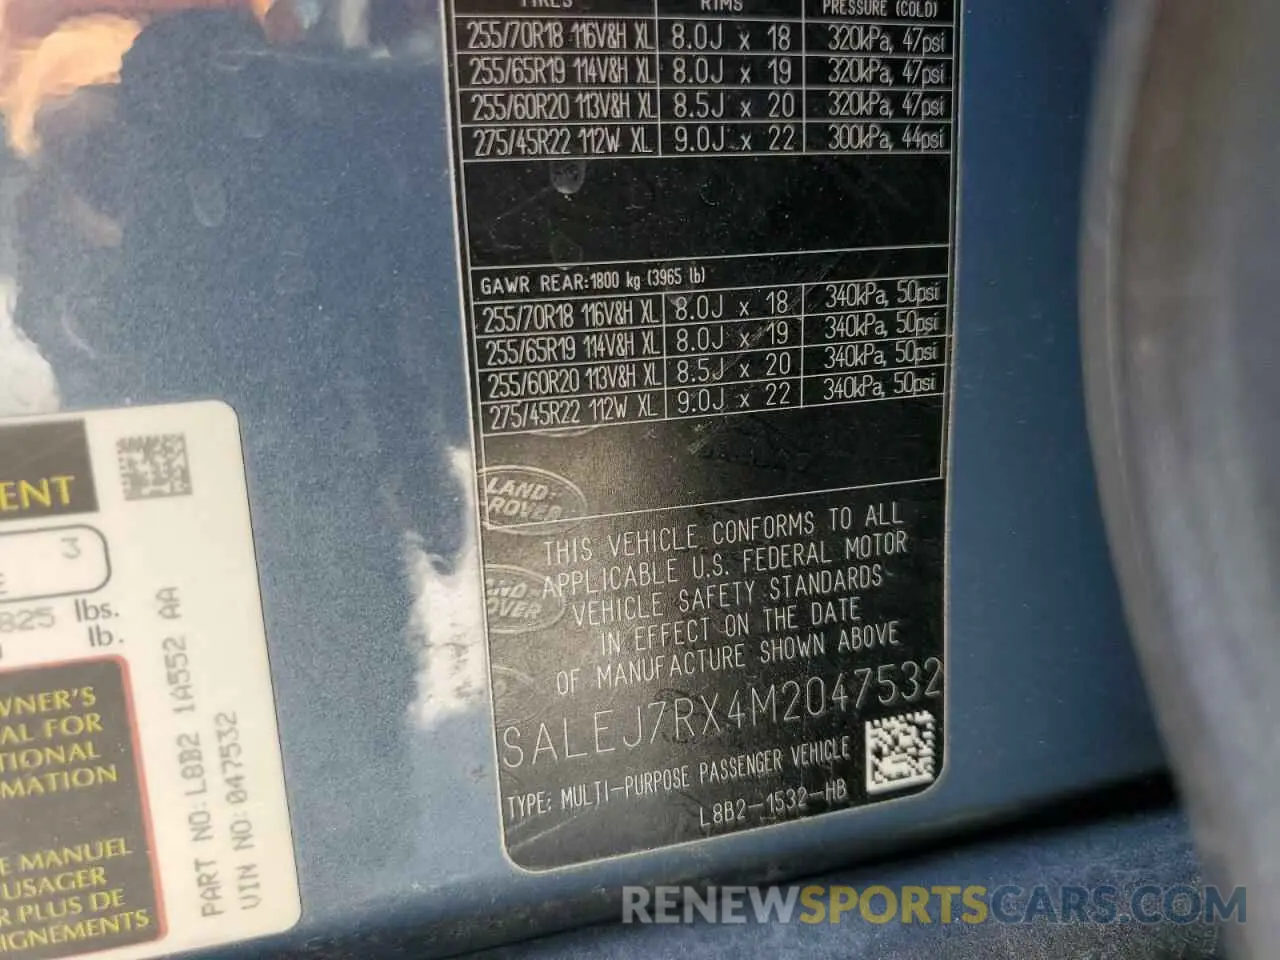 TIRES RIMS PRESSURE (COLD)
255/70R18 116V&H XL 8.0J x 18 320kPa, 47psi
255/65R19 114V&H XL 8.0J x 19 320kPa, 47psi
255/60R20 113V&H XL 8.5J x 20 320kPa, 47psi
275/45R22 112W XL 9.0J x 22 300kPa, 44psi
GAWR REAR:1800 kg (3965 lb)
255/70R18 116V&H XL 8.0J x 18 340kPa, 50psi
255/65R19 114V&H XL 8.0J x 19 340kPa, 50psi
255/60R20 113V&H XL 8.5J x 20 340kPa, 50psi
275/45R22 112W XL 9.0J x 22 340kPa, 50psi
LAND-
ROVER
THIS VEHICLE CONFORMS TO ALL
APPLICABLE U.S. FEDERAL MOTOR
VEHICLE SAFETY STANDARDS
IN EFFECT ON THE DATE
OF MANUFACTURE SHOWN ABOVE
SALEJ7RX4M2047532
TYPE: MULTI-PURPOSE PASSENGER VEHICLE
L8B2-1532-HB
ENT
3
825 lbs.
lb.
WNER'S
AL FOR
TIONAL
MATION
E MANUEL
USAGER
R PLUS DE
IGNEMENTS
PART NO: L8B2 1A552 AA
VIN NO: 047532
RENEWSPORTSCARS.COM